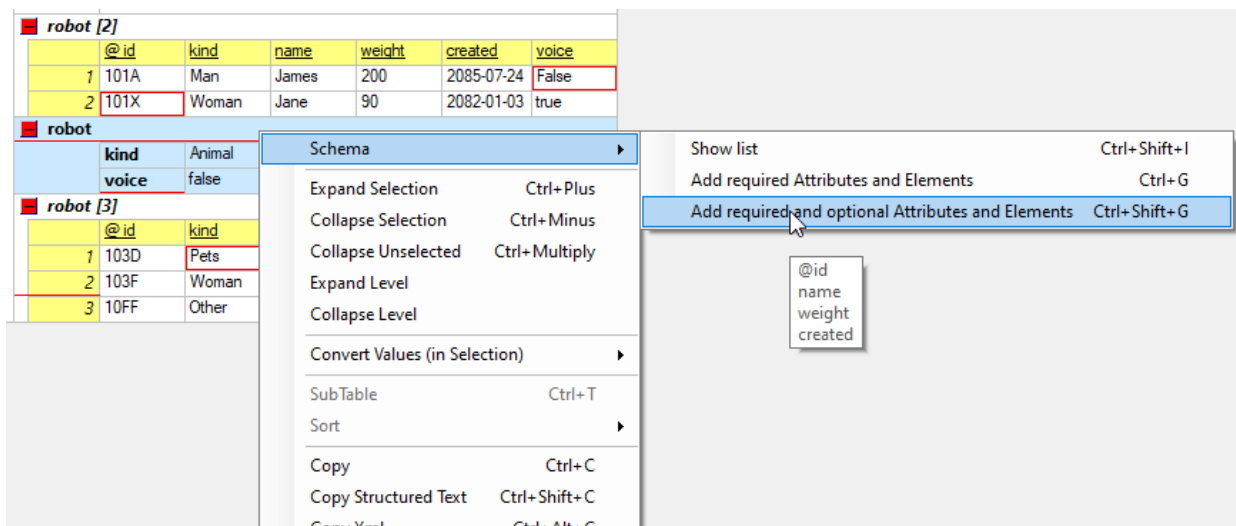 robot [2]
@ id kind name weight created voice
1 101A Man James 200 2085-07-24 False
2 101X Woman Jane 90 2082-01-03 true
robot
kind Animal
voice false
robot [3]
@ id kind
1 103D Pets
2 103F Woman
3 10FF Other
Schema
Expand Selection Ctrl+Plus
Collapse Selection Ctrl+Minus
Collapse Unselected Ctrl+Multiply
Expand Level
Collapse Level
Convert Values (in Selection)
SubTable Ctrl+T
Sort
Copy Ctrl+C
Copy Structured Text Ctrl+Shift+C
Show list Ctrl+Shift+I
Add required Attributes and Elements Ctrl+G
Add required and optional Attributes and Elements Ctrl+Shift+G
@id
name
weight
created